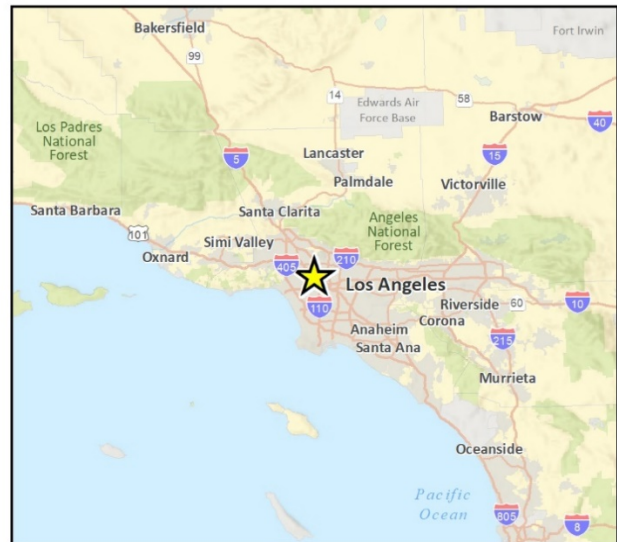 Bakersfield
Fort Irwin
99
14
Edwards Air
Force Base
58
Barstow
40
Los Padres
National
Forest
5
Lancaster
15
Palmdale
Victorville
Santa Barbara
Santa Clarita
101
Angeles
National
Forest
Simi Valley
Oxnard
405
210
Los Angeles
Riverside
60
10
110
Corona
Anaheim
Santa Ana
215
Murrieta
Oceanside
Pacific
Ocean
805
8